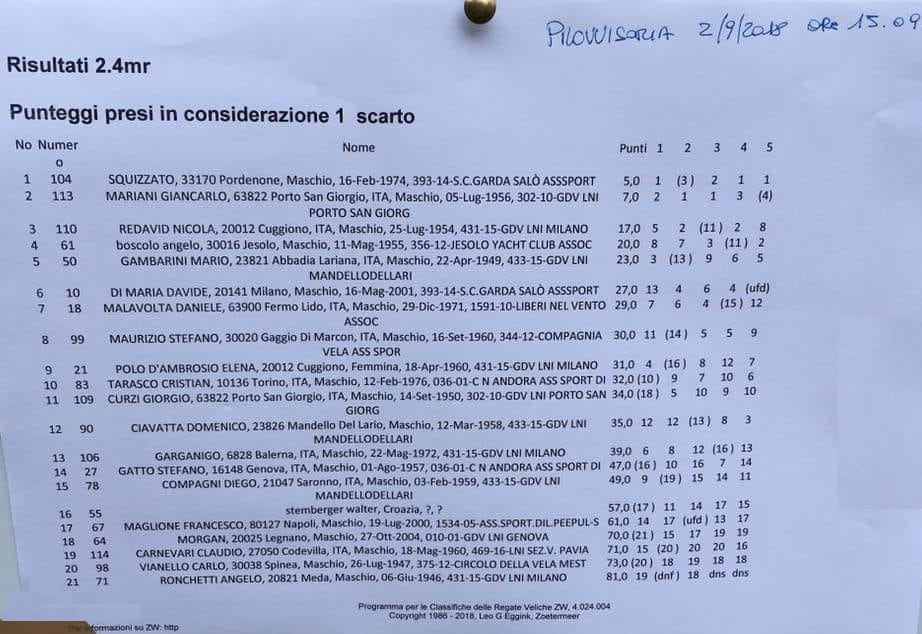 PROVVISORIA 2/9/2018 ORE 15.09
Risultati 2.4mr
Punteggi presi in considerazione 1 scarto
No Numer Nome Punti 1 2 3 4 5
o
1 104 SQUIZZATO, 33170 Pordenone, Maschio, 16-Feb-1974, 393-14-S.C.GARDA SALÒ ASSSPORT 5,0 1 (3) 2 1 1
2 113 MARIANI GIANCARLO, 63822 Porto San Giorgio, ITA, Maschio, 05-Lug-1956, 302-10-GDV LNI 7,0 2 1 1 3 (4)
PORTO SAN GIORG
3 110 REDAVID NICOLA, 20012 Cuggiono, ITA, Maschio, 25-Lug-1954, 431-15-GDV LNI MILANO 17,0 5 2 (11) 2 8
4 61 boscolo angelo, 30016 Jesolo, Maschio, 11-Mag-1955, 356-12-JESOLO YACHT CLUB ASSOC 20,0 8 7 3 (11) 2
5 50 GAMBARINI MARIO, 23821 Abbadia Lariana, ITA, Maschio, 22-Apr-1949, 433-15-GDV LNI 23,0 3 (13) 9 6 5
MANDELLODELLARI
6 10 DI MARIA DAVIDE, 20141 Milano, Maschio, 16-Mag-2001, 393-14-S.C.GARDA SALÒ ASSSPORT 27,0 13 4 6 4 (ufd)
7 18 MALAVOLTA DANIELE, 63900 Fermo Lido, ITA, Maschio, 29-Dic-1971, 1591-10-LIBERI NEL VENTO 29,0 7 6 4 (15) 12
ASSOC
8 99 MAURIZIO STEFANO, 30020 Gaggio Di Marcon, ITA, Maschio, 16-Set-1960, 344-12-COMPAGNIA 30,0 11 (14) 5 5 9
VELA ASS SPOR
9 21 POLO D'AMBROSIO ELENA, 20012 Cuggiono, Femmina, 18-Apr-1960, 431-15-GDV LNI MILANO 31,0 4 (16) 8 12 7
10 83 TARASCO CRISTIAN, 10136 Torino, ITA, Maschio, 12-Feb-1976, 036-01-C N ANDORA ASS SPORT DI 32,0 (10) 9 7 10 6
11 109 CURZI GIORGIO, 63822 Porto San Giorgio, ITA, Maschio, 14-Set-1950, 302-10-GDV LNI PORTO SAN 34,0 (18) 5 10 9 10
GIORG
12 90 CIAVATTA DOMENICO, 23826 Mandello Del Lario, Maschio, 12-Mar-1958, 433-15-GDV LNI 35,0 12 12 (13) 8 3
MANDELLODELLARI
13 106 GARGANIGO, 6828 Balerna, ITA, Maschio, 22-Mag-1972, 431-15-GDV LNI MILANO 39,0 6 8 12 (16) 13
14 27 GATTO STEFANO, 16148 Genova, ITA, Maschio, 01-Ago-1957, 036-01-C N ANDORA ASS SPORT DI 47,0 (16) 10 16 7 14
15 78 COMPAGNI DIEGO, 21047 Saronno, ITA, Maschio, 03-Feb-1959, 433-15-GDV LNI 49,0 9 (19) 15 14 11
MANDELLODELLARI
16 55 stemberger walter, Croazia, ?, ? 57,0 (17) 11 14 17 15
17 67 MAGLIONE FRANCESCO, 80127 Napoli, Maschio, 19-Lug-2000, 1534-05-ASS.SPORT.DIL.PEEPUL-S 61,0 14 17 (ufd) 13 17
18 64 MORGAN, 20025 Legnano, Maschio, 27-Ott-2004, 010-01-GDV LNI GENOVA 70,0 (21) 15 17 19 19
19 114 CARNEVARI CLAUDIO, 27050 Codevilla, ITA, Maschio, 18-Mag-1960, 469-16-LNI SEZ.V. PAVIA 71,0 15 (20) 20 20 16
20 98 VIANELLO CARLO, 30038 Spinea, Maschio, 26-Lug-1947, 375-12-CIRCOLO DELLA VELA MEST 73,0 (20) 18 19 18 18
21 71 RONCHETTI ANGELO, 20821 Meda, Maschio, 06-Giu-1946, 431-15-GDV LNI MILANO 81,0 19 (dnf) 18 dns dns
Programma per le Classifiche delle Regate Veliche ZW, 4.024.004
Copyright 1986 - 2018, Leo G Eggink, Zoetermeer
Per informazioni su ZW: http